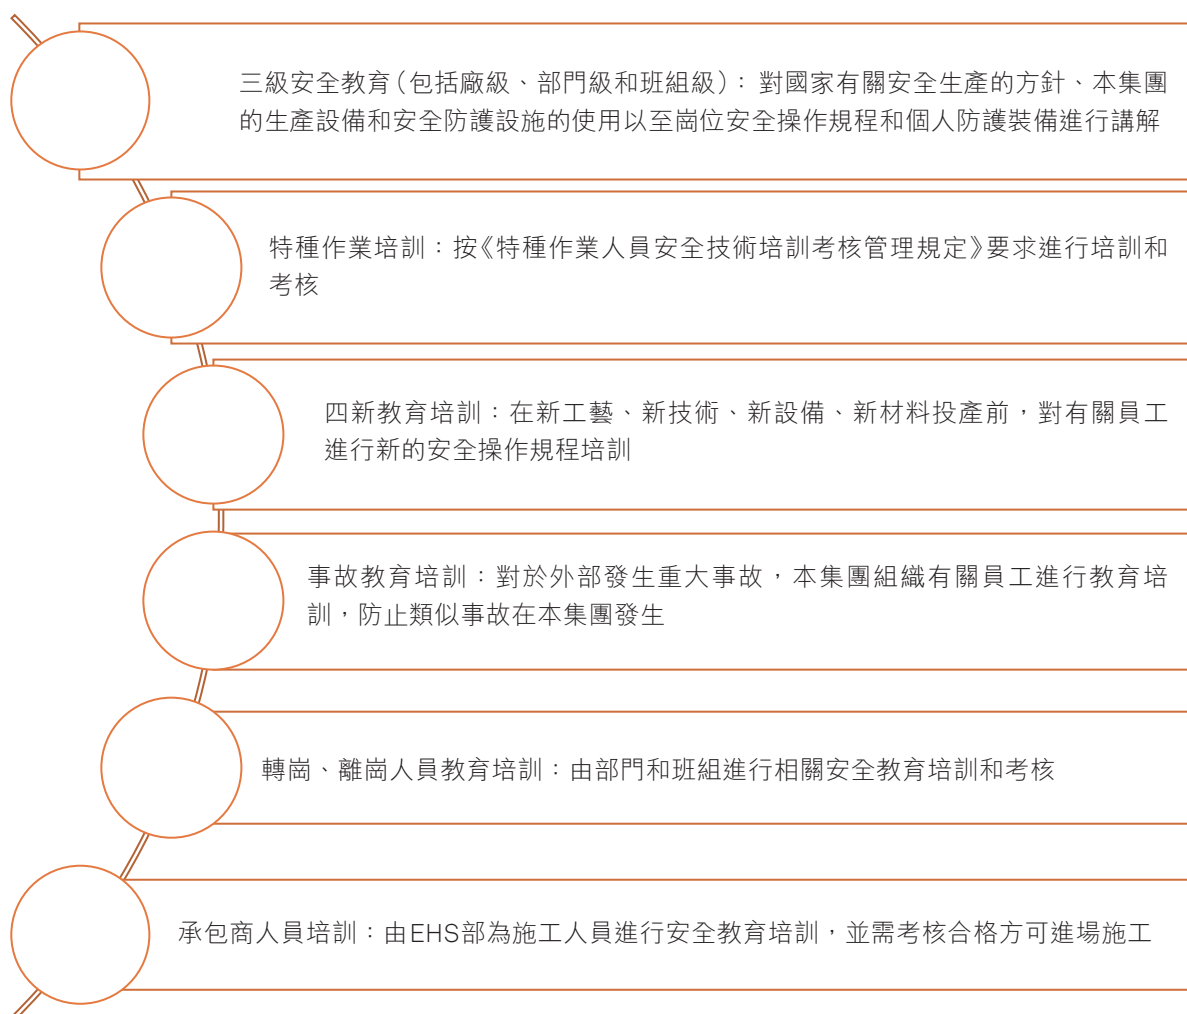 三級安全教育（包括廠級、部門級和班組級）： 對國家有關安全生產的方針、本集團
的生產設備和安全防護設施的使用以至崗位安全操作規程和個人防護裝備進行講解
特種作業培訓：按《特種作業人員安全技術培訓考核管理規定》要求進行培訓和
考核
四新教育培訓：在新工藝、新技術、新設備、新材料投產前，對有關員工
進行新的安全操作規程培訓
事故教育培訓：對於外部發生重大事故，本集團組織有關員工進行教育培
訓，防止類似事故在本集團發生
轉崗、離崗人員教育培訓：由部門和班組進行相關安全教育培訓和考核
承包商人員培訓：由EHS部為施工人員進行安全教育培訓，並需考核合格方可進場施工